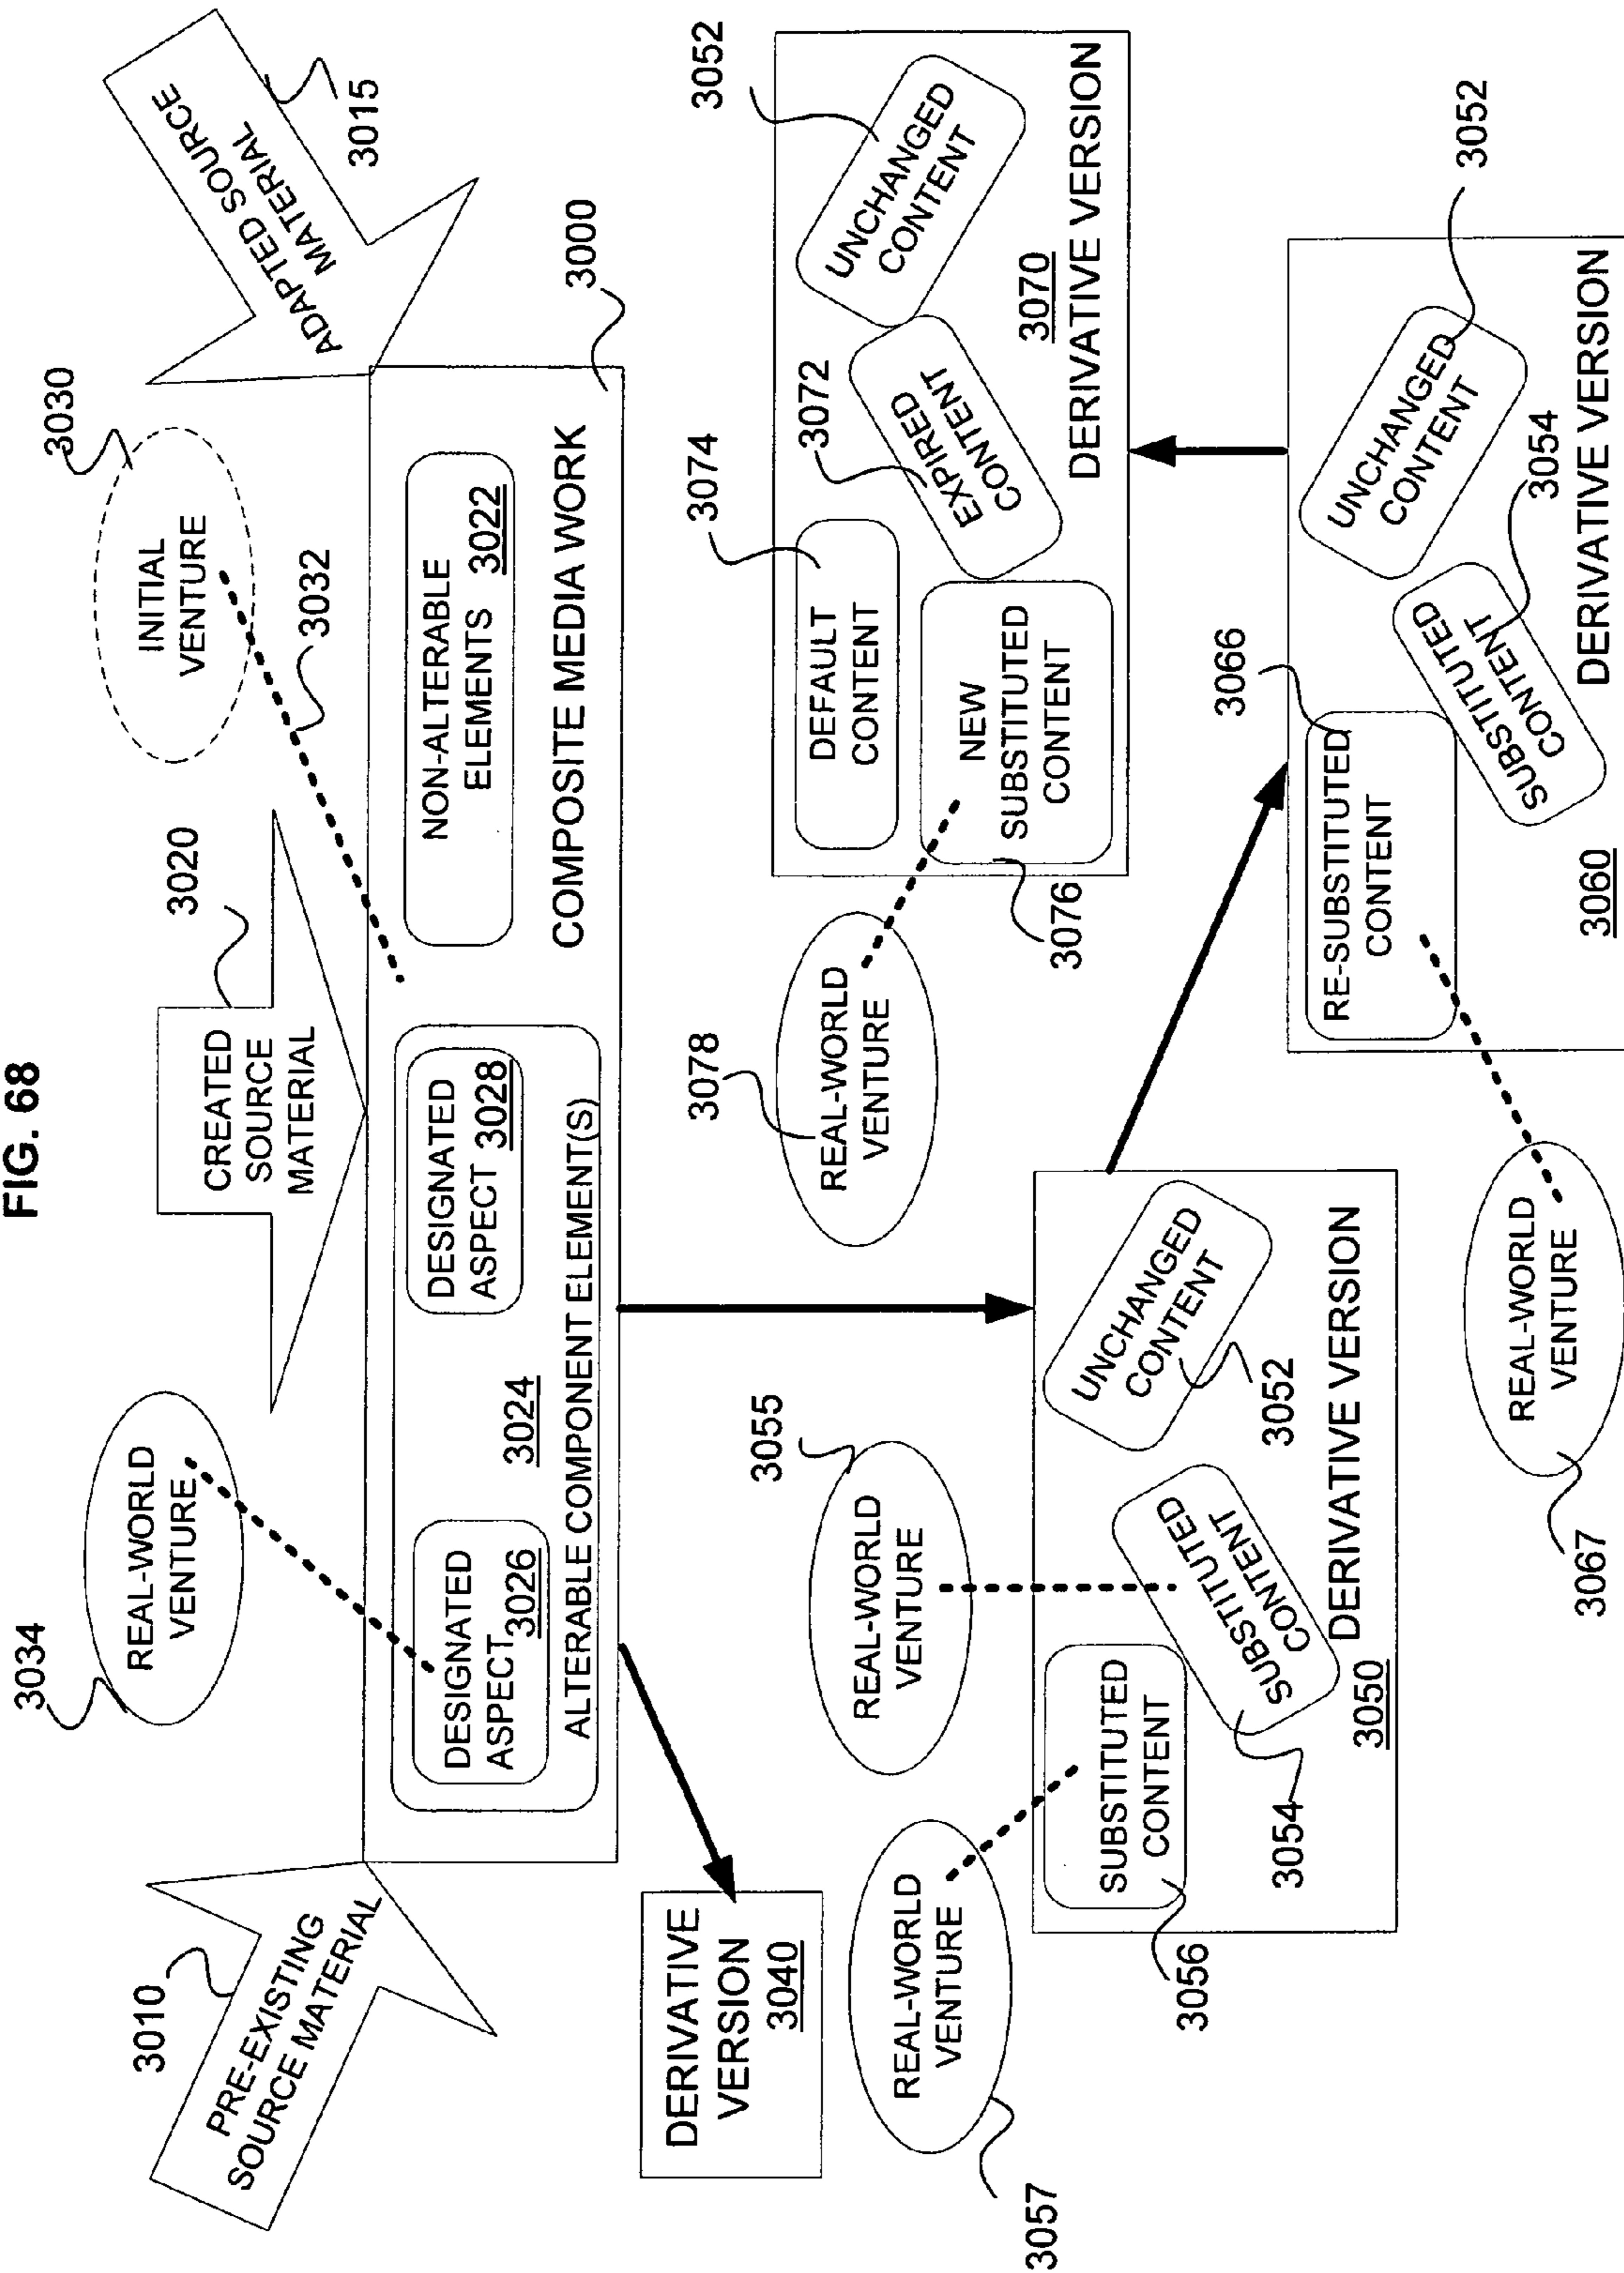 FIG. 68
3010
PRE-EXISTING
SOURCE MATERIAL
3034
REAL-WORLD
VENTURE
CREATED
SOURCE
MATERIAL
3020
INITIAL
VENTURE
3030
3032
ADAPTED SOURCE
MATERIAL
3015
DESIGNATED
ASPECT
3026
3024
DESIGNATED
ASPECT 3028
ALTERABLE COMPONENT ELEMENT(S)
NON-ALTERABLE
ELEMENTS 3022
COMPOSITE MEDIA WORK
3000
DERIVATIVE
VERSION
3040
REAL-WORLD
VENTURE
3057
REAL-WORLD
VENTURE
3055
SUBSTITUTED
CONTENT
3056
SUBSTITUTED
CONTENT
3054
UNCHANGED
CONTENT
3052
3050
DERIVATIVE VERSION
3078
REAL-WORLD
VENTURE
3074
DEFAULT
CONTENT
NEW
SUBSTITUTED
CONTENT
3076
3072
EXPIRED
CONTENT
3052
UNCHANGED
CONTENT
3070
DERIVATIVE VERSION
3067
REAL-WORLD
VENTURE
3066
RE-SUBSTITUTED
CONTENT
SUBSTITUTED
CONTENT
3054
UNCHANGED
CONTENT
3052
3060
DERIVATIVE VERSION